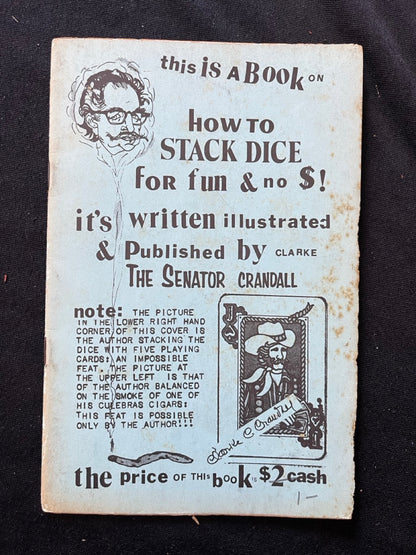 this is A Book on
how to
STACK DICE
FOR fun & no $!
it's written illustrated
& Published by CLARKE
THE SENATOR CRANDALL
note: THE PICTURE
IN THE LOWER RIGHT HAND
CORNER OF THIS COVER IS
THE AUTHOR STACKING THE
DICE WITH FIVE PLAYING
CARDS: AN IMPOSSIBLE
FEAT. THE PICTURE AT
THE UPPER LEFT IS THAT
OF THE AUTHOR BALANCED
ON THE SMOKE OF ONE OF
HIS CULEBRAS CIGARS:
THIS FEAT IS POSSIBLE
ONLY BY THE AUTHOR!!!
Clarke C Crandall
the price OF THIS book is $2 cash
1-